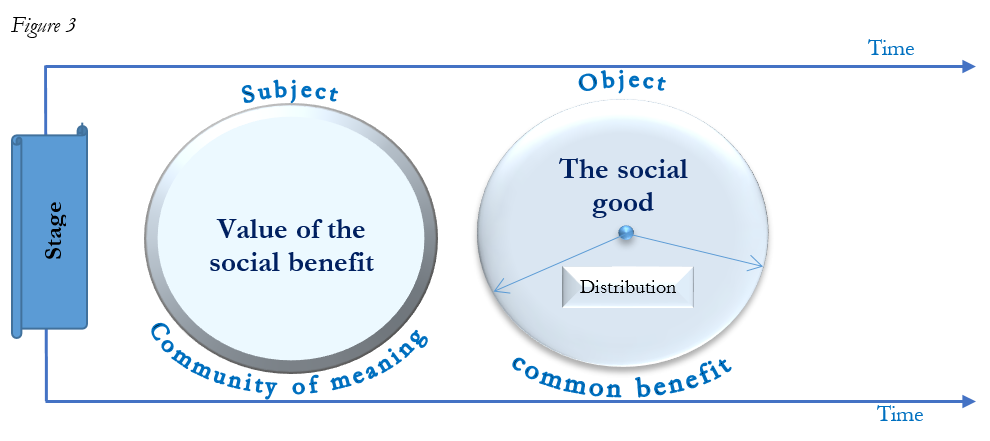 Figure 3
Time
Subject
Object
Stage
Value of the
social benefit
The social
good
Distribution
Community of meaning
common benefit
Time